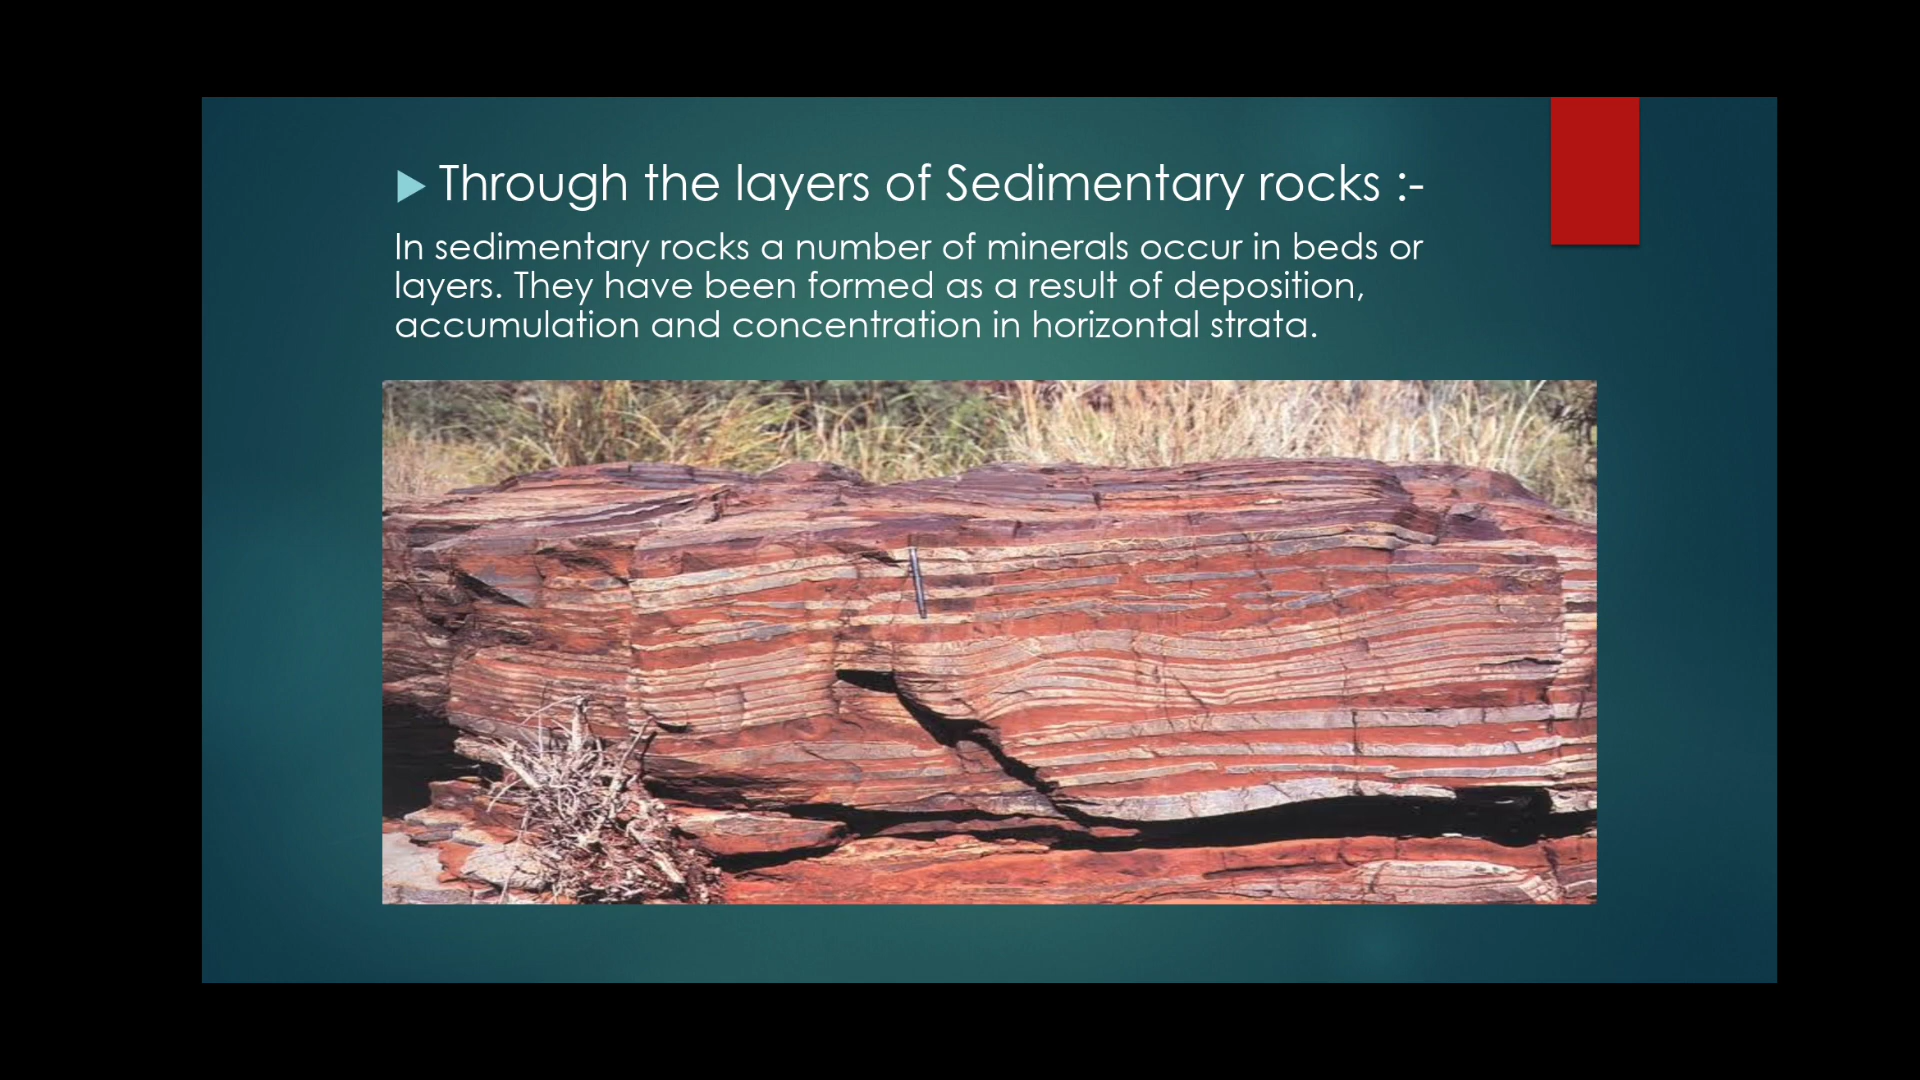 Through the layers of Sedimentary rocks :-
In sedimentary rocks a number of minerals occur in beds or
layers. They have been formed as a result of deposition,
accumulation and concentration in horizontal strata.